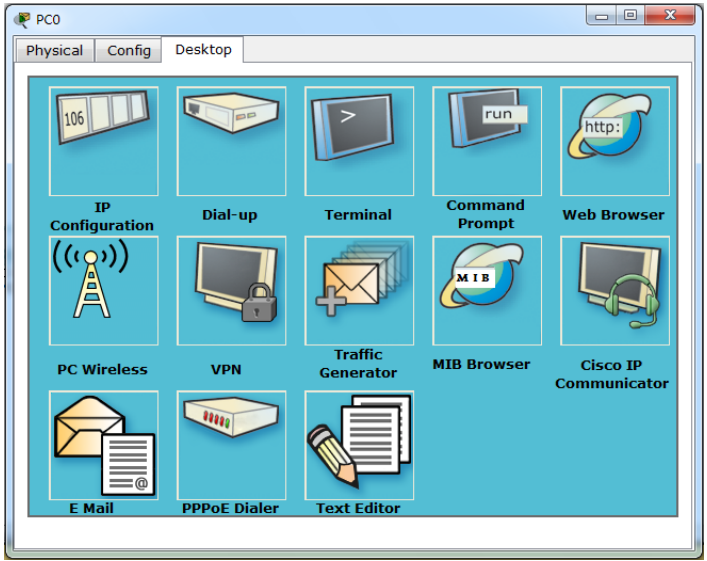 PC0
Physical Config Desktop
106
>
run
http:
IP
Configuration
Dial-up
Terminal
Command
Prompt
Web Browser
MIB
?
PC Wireless
VPN
Traffic
Generator
MIB Browser
Cisco IP
Communicator
@
E Mail
PPPoE Dialer
Text Editor